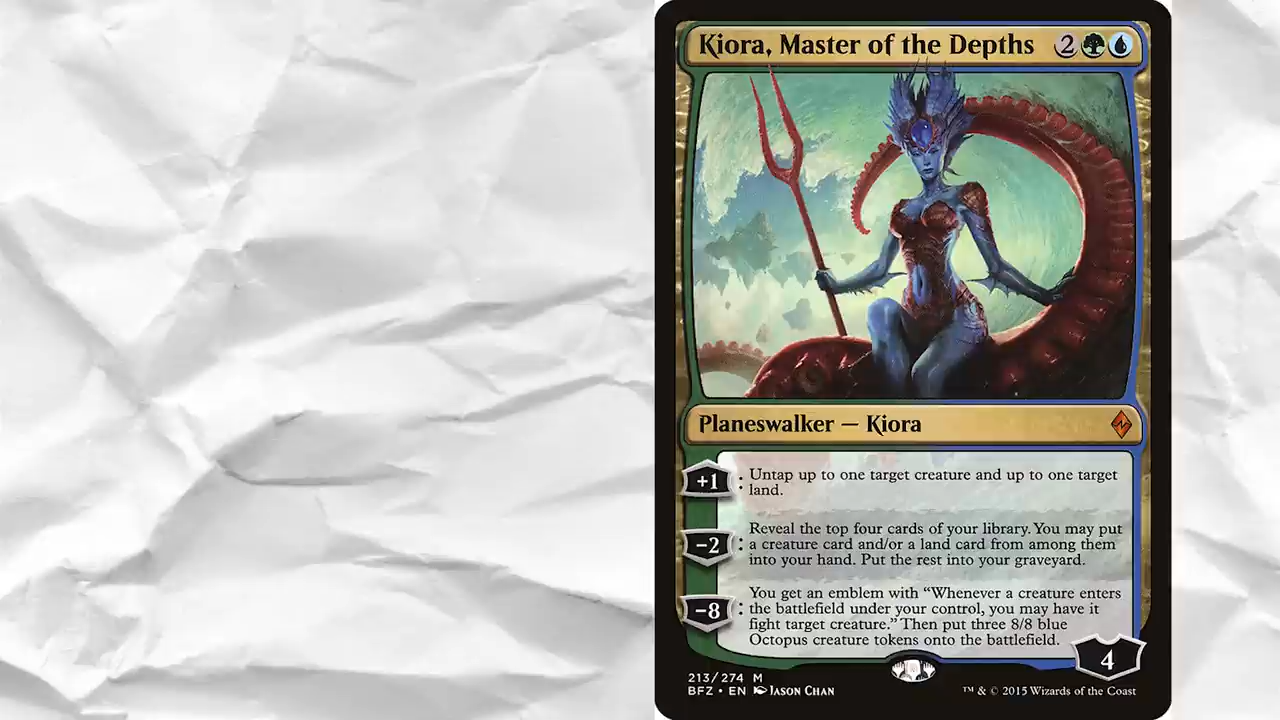 Kiora, Master of the Depths 2
Planeswalker — Kiora
+1 : Untap up to one target creature and up to one target
land.
-2 : Reveal the top four cards of your library. You may put
a creature card and/or a land card from among them
into your hand. Put the rest into your graveyard.
-8 : You get an emblem with “Whenever a creature enters
the battlefield under your control, you may have it
fight target creature.” Then put three 8/8 blue
Octopus creature tokens onto the battlefield.
4
213/274 M
BFZ • EN Jason Chan
™ & © 2015 Wizards of the Coast